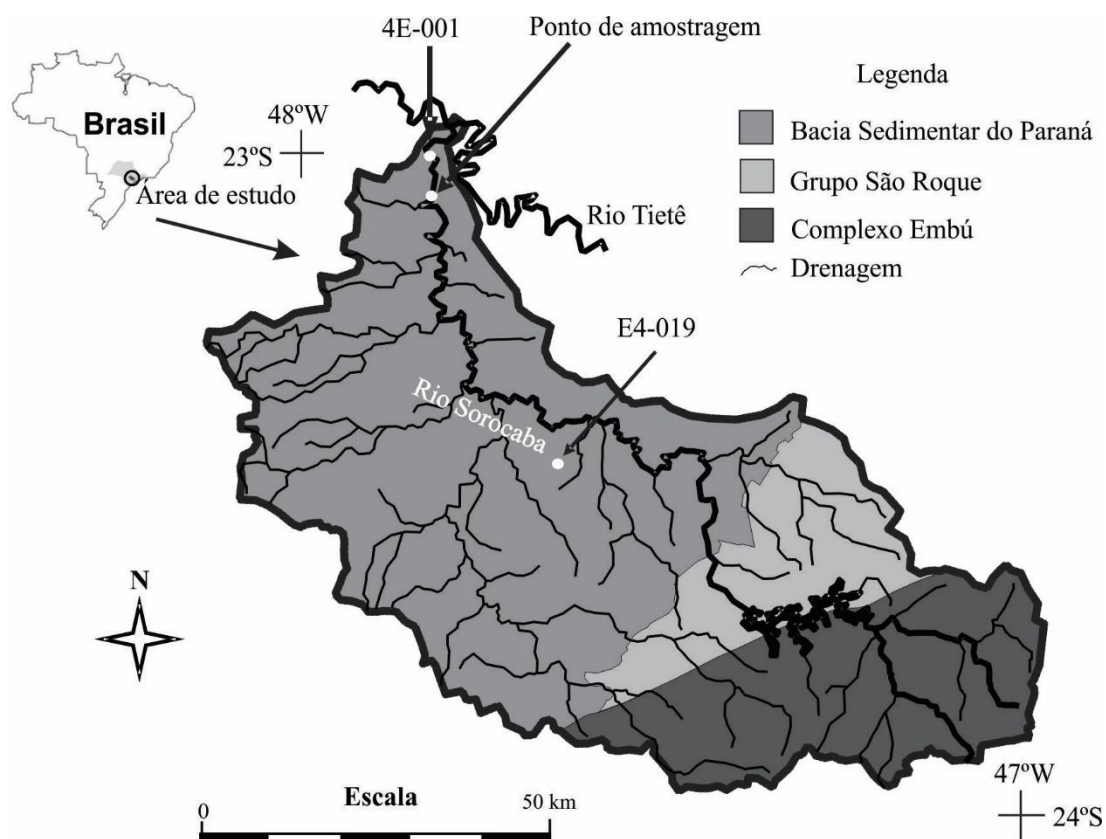 4E-001
Ponto de amostragem
Legenda
Brasil
48ºW
23ºS
Bacia Sedimentar do Paraná
Grupo São Roque
Área de estudo
Rio Tietê
Complexo Embú
Drenagem
E4-019
Rio Sorocaba
N
47ºW
24ºS
Escala
0
50 km